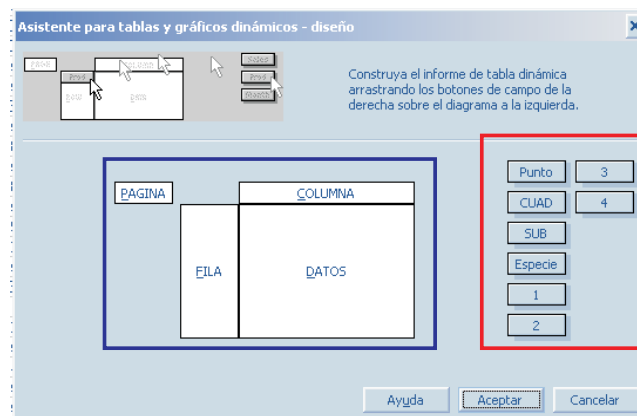 Asistente para tablas y gráficos dinámicos - diseño
Construya el informe de tabla dinámica
arrastrando los botones de campo de la
derecha sobre el diagrama a la izquierda.
PAGINA
COLUMNA
FILA
DATOS
Punto 3
CUAD 4
SUB
Especie
1
2
Ayuda Aceptar Cancelar